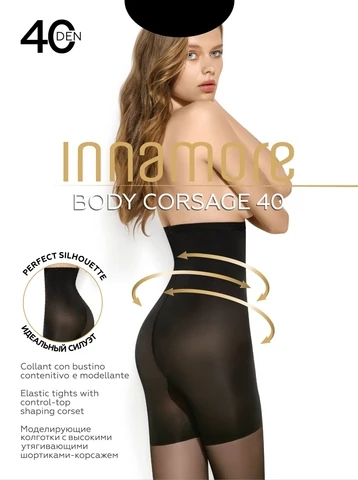 40 DEN
innamore
BODY CORSAGE 40
PERFECT SILHOUETTE
ИДЕАЛЬНЫЙ СИЛУЭТ
Collant con bustino
contenitivo e modellante
Elastic tights with
control-top
shaping corset
Моделирующие
колготки с высокими
утягивающими
шортиками-корсажем